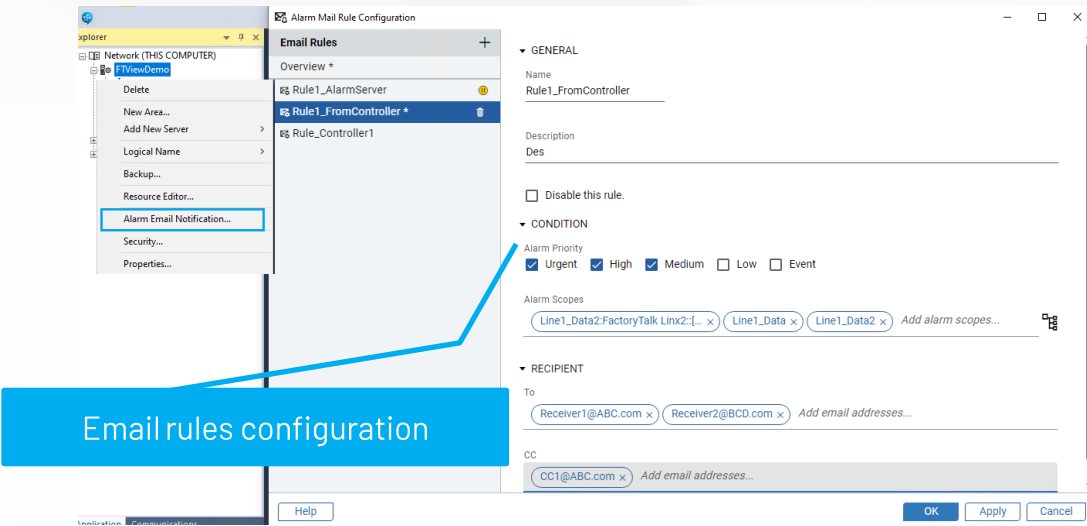 Alarm Mail Rule Configuration
xplorer
Network (THIS COMPUTER)
FTViewDemo
Delete
New Area...
Add New Server
Logical Name
Backup...
Resource Editor...
Alarm Email Notification...
Security...
Properties...
Application Communications
Email Rules
Overview *
Rule1_AlarmServer
Rule1_FromController *
Rule_Controller1
GENERAL
Name
Rule1_FromController
Description
Des
Disable this rule.
CONDITION
Alarm Priority
Urgent High Medium Low Event
Alarm Scopes
Line1_Data2:FactoryTalk Linx2::[... × Line1_Data × Line1_Data2 × Add alarm scopes...
RECIPIENT
To
Receiver1@ABC.com × Receiver2@BCD.com × Add email addresses...
CC
CC1@ABC.com × Add email addresses...
Email rules configuration
Help OK Apply Cancel